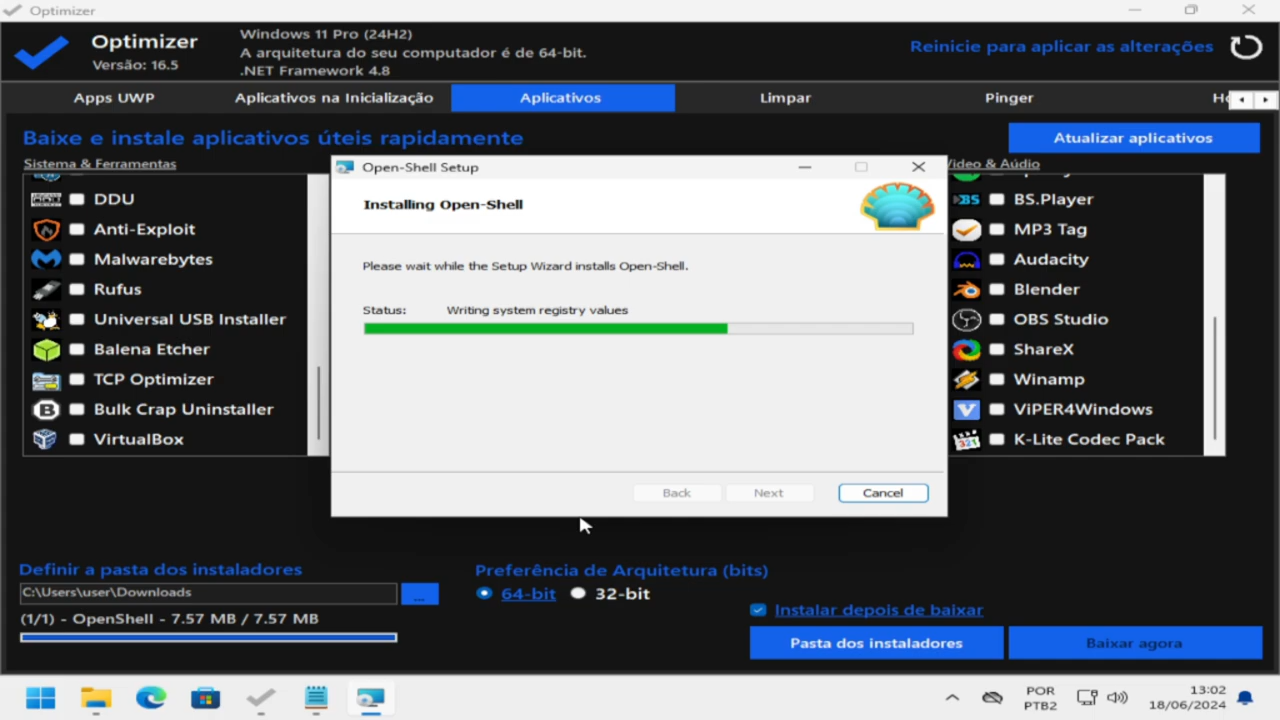 Optimizer
Optimizer
Versão: 16.5
Windows 11 Pro (24H2)
A arquitetura do seu computador é de 64-bit.
.NET Framework 4.8
Reinicie para aplicar as alterações
Apps UWP
Aplicativos na Inicialização
Aplicativos
Limpar
Pinger
Baixe e instale aplicativos úteis rapidamente
Atualizar aplicativos
Sistema & Ferramentas
DDU
Anti-Exploit
Malwarebytes
Rufus
Universal USB Installer
Balena Etcher
TCP Optimizer
Bulk Crap Uninstaller
VirtualBox
Open-Shell Setup
Installing Open-Shell
Please wait while the Setup Wizard installs Open-Shell.
Status: Writing system registry values
Back
Next
Cancel
& Aúdio
BS.Player
MP3 Tag
Audacity
Blender
OBS Studio
ShareX
Winamp
ViPER4Windows
K-Lite Codec Pack
Definir a pasta dos instaladores
C:\Users\user\Downloads
...
(1/1) - OpenShell - 7.57 MB / 7.57 MB
Preferência de Arquitetura (bits)
64-bit
32-bit
Instalar depois de baixar
Pasta dos instaladores
Baixar agora
POR
PTB2
13:02
18/06/2024